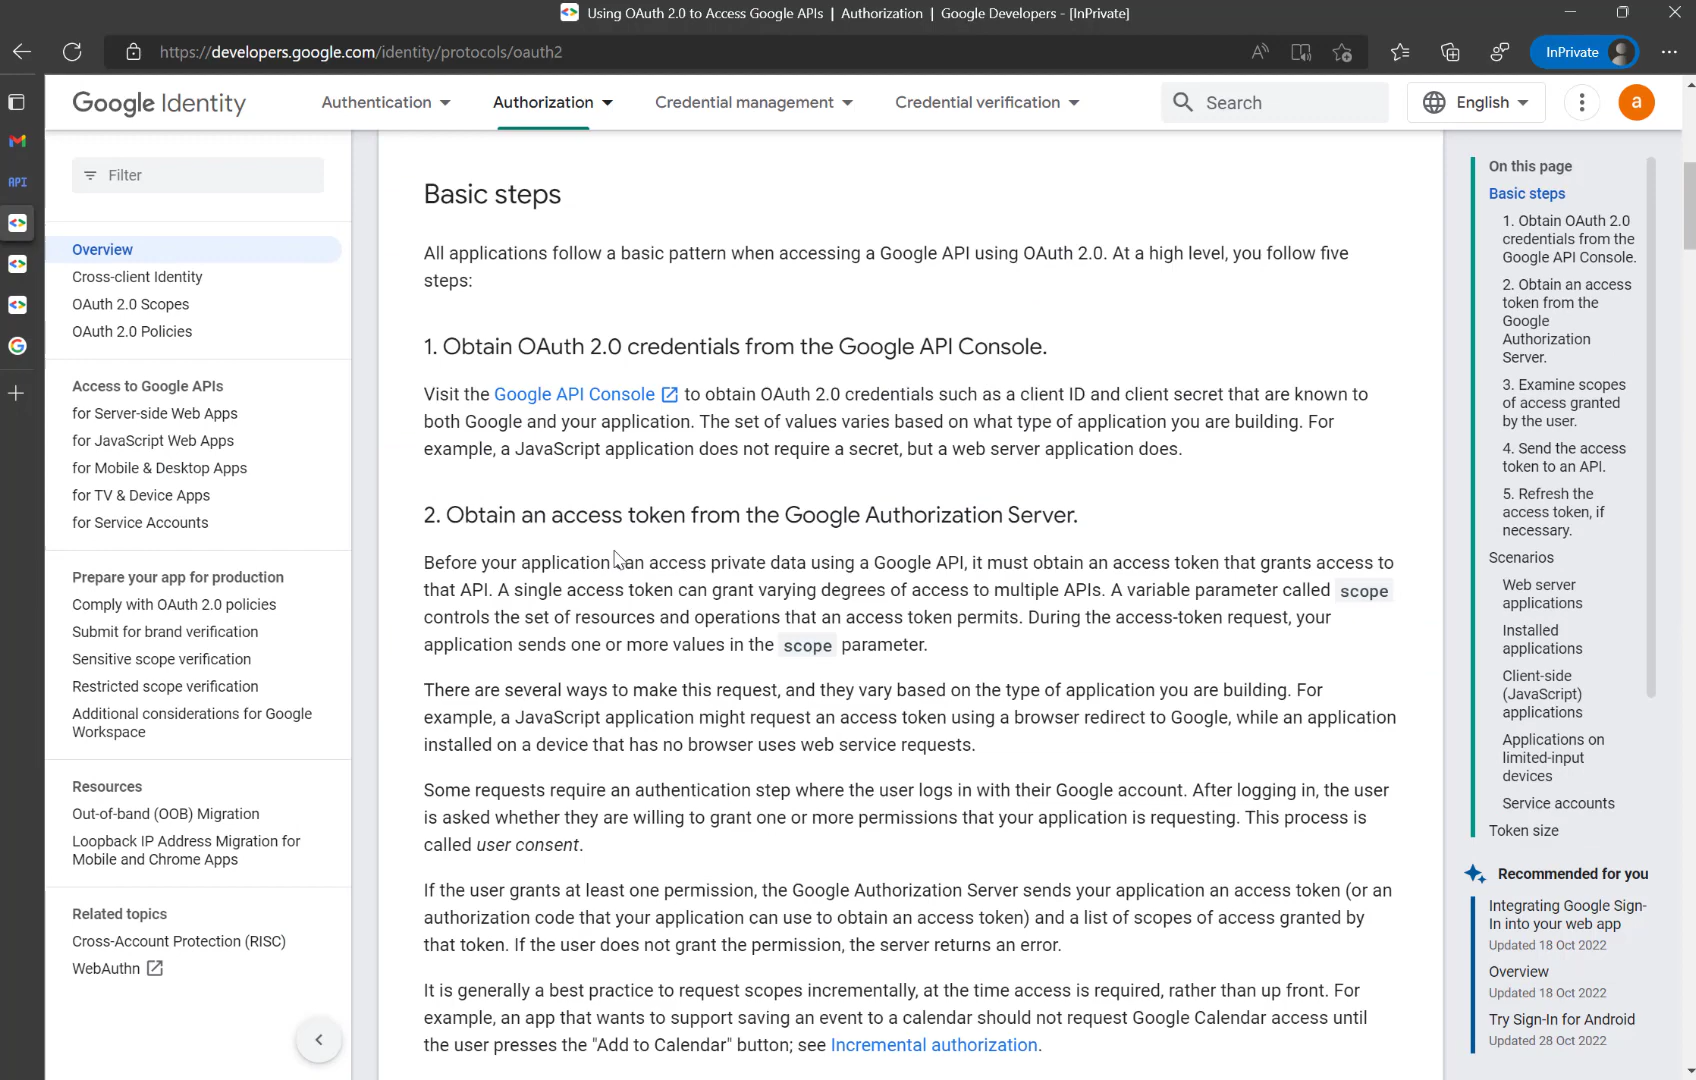 Using OAuth 2.0 to Access Google APIs | Authorization | Google Developers - [InPrivate]
https://developers.google.com/identity/protocols/oauth2
InPrivate
Google Identity
Authentication
Authorization
Credential management
Credential verification
Search
English
a
API
Filter
Overview
Cross-client Identity
OAuth 2.0 Scopes
OAuth 2.0 Policies
Access to Google APIs
for Server-side Web Apps
for JavaScript Web Apps
for Mobile & Desktop Apps
for TV & Device Apps
for Service Accounts
Prepare your app for production
Comply with OAuth 2.0 policies
Submit for brand verification
Sensitive scope verification
Restricted scope verification
Additional considerations for Google
Workspace
Resources
Out-of-band (OOB) Migration
Loopback IP Address Migration for
Mobile and Chrome Apps
Related topics
Cross-Account Protection (RISC)
WebAuthn
Basic steps
All applications follow a basic pattern when accessing a Google API using OAuth 2.0. At a high level, you follow five
steps:
1. Obtain OAuth 2.0 credentials from the Google API Console.
Visit the Google API Console to obtain OAuth 2.0 credentials such as a client ID and client secret that are known to
both Google and your application. The set of values varies based on what type of application you are building. For
example, a JavaScript application does not require a secret, but a web server application does.
2. Obtain an access token from the Google Authorization Server.
Before your application can access private data using a Google API, it must obtain an access token that grants access to
that API. A single access token can grant varying degrees of access to multiple APIs. A variable parameter called scope
controls the set of resources and operations that an access token permits. During the access-token request, your
application sends one or more values in the scope parameter.
There are several ways to make this request, and they vary based on the type of application you are building. For
example, a JavaScript application might request an access token using a browser redirect to Google, while an application
installed on a device that has no browser uses web service requests.
Some requests require an authentication step where the user logs in with their Google account. After logging in, the user
is asked whether they are willing to grant one or more permissions that your application is requesting. This process is
called user consent.
If the user grants at least one permission, the Google Authorization Server sends your application an access token (or an
authorization code that your application can use to obtain an access token) and a list of scopes of access granted by
that token. If the user does not grant the permission, the server returns an error.
It is generally a best practice to request scopes incrementally, at the time access is required, rather than up front. For
example, an app that wants to support saving an event to a calendar should not request Google Calendar access until
the user presses the "Add to Calendar" button; see Incremental authorization.
On this page
Basic steps
1. Obtain OAuth 2.0
credentials from the
Google API Console.
2. Obtain an access
token from the
Google
Authorization
Server.
3. Examine scopes
of access granted
by the user.
4. Send the access
token to an API.
5. Refresh the
access token, if
necessary.
Scenarios
Web server
applications
Installed
applications
Client-side
(JavaScript)
applications
Applications on
limited-input
devices
Service accounts
Token size
Recommended for you
Integrating Google Sign-
In into your web app
Updated 18 Oct 2022
Overview
Updated 18 Oct 2022
Try Sign-In for Android
Updated 28 Oct 2022